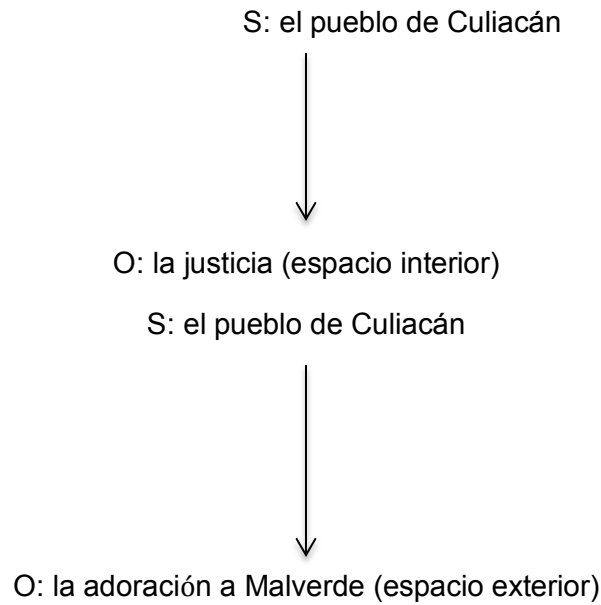 S: el pueblo de Culiacán
O: la justicia (espacio interior)
S: el pueblo de Culiacán
O: la adoración a Malverde (espacio exterior)